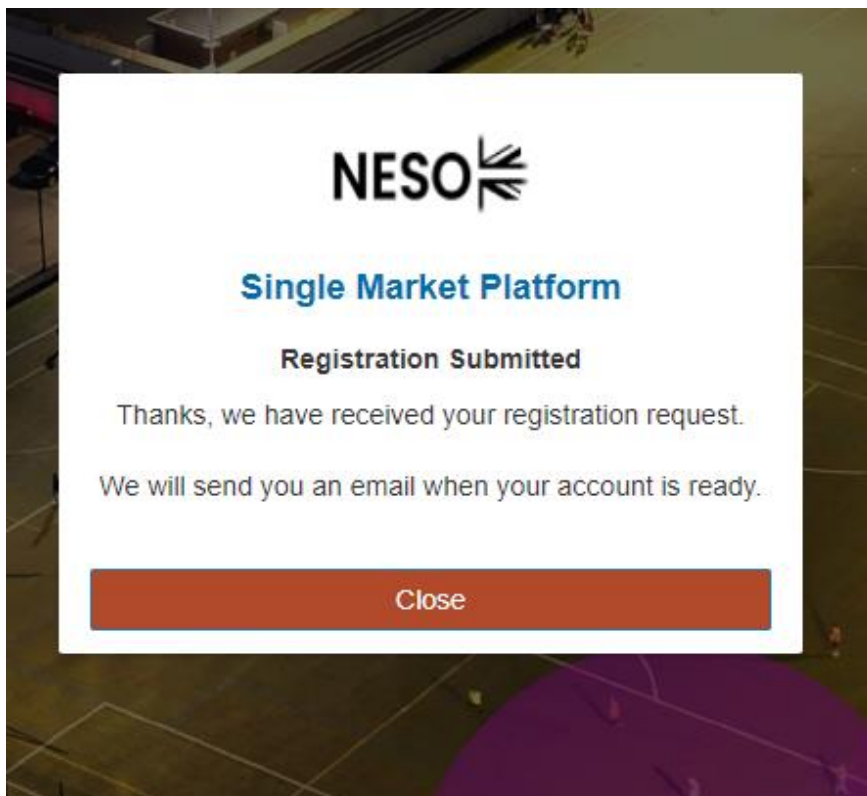 NESO
Single Market Platform
Registration Submitted
Thanks, we have received your registration request.
We will send you an email when your account is ready.
Close